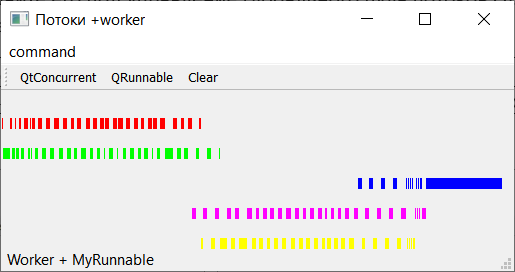 Потоки +worker
command
QtConcurrent QRunnable Clear
Worker + MyRunnable